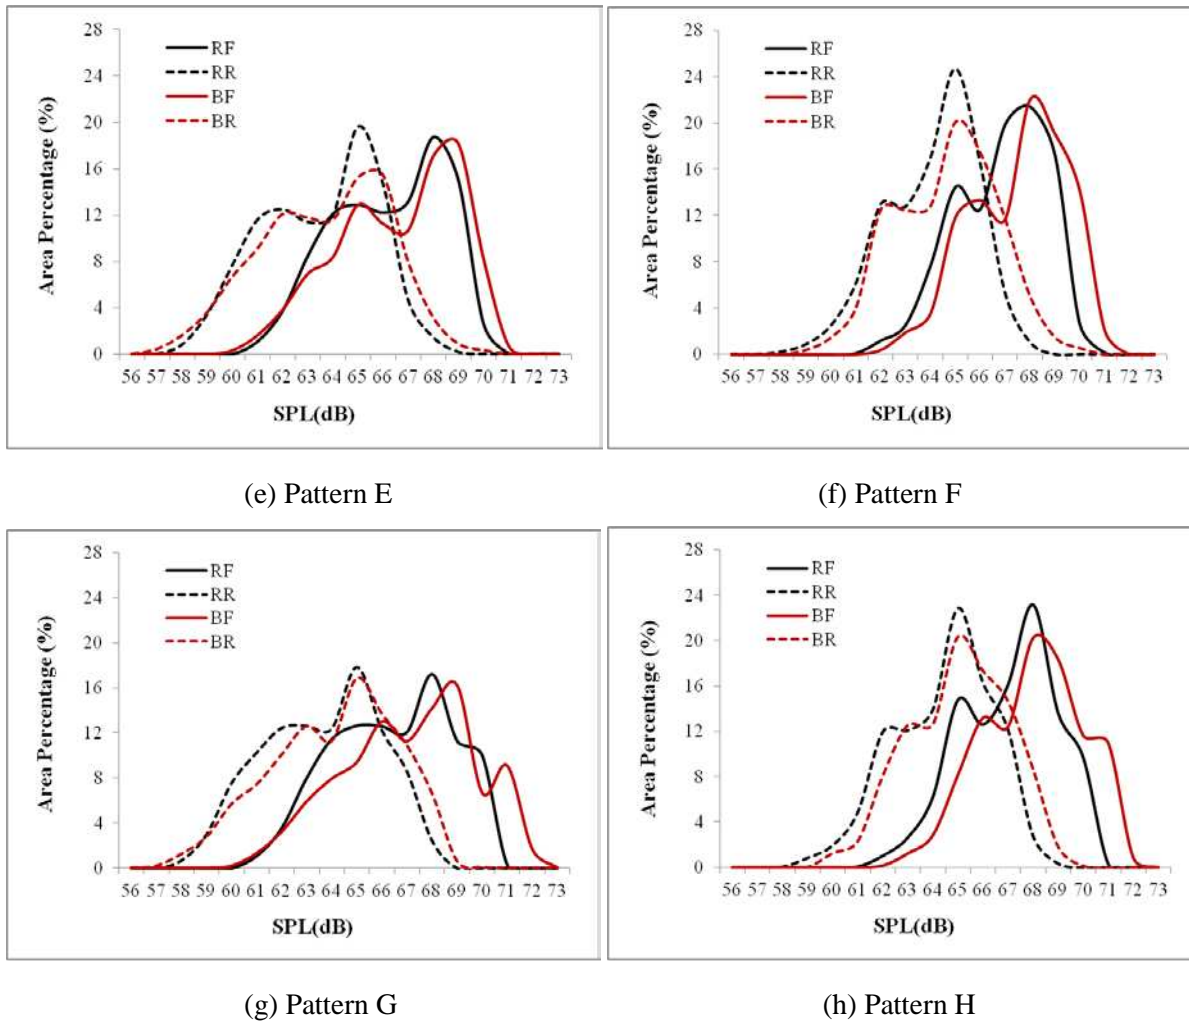 28
24
20
16
12
8
4
0
Area Percentage (%)
RF
RR
BF
BR
56 57 58 59 60 61 62 63 64 65 66 67 68 69 70 71 72 73
SPL(dB)
(e) Pattern E
28
24
20
16
12
8
4
0
Area Percentage (%)
RF
RR
BF
BR
56 57 58 59 60 61 62 63 64 65 66 67 68 69 70 71 72 73
SPL(dB)
(f) Pattern F
28
24
20
16
12
8
4
0
Area Percentage (%)
RF
RR
BF
BR
56 57 58 59 60 61 62 63 64 65 66 67 68 69 70 71 72 73
SPL(dB)
(g) Pattern G
28
24
20
16
12
8
4
0
Area Percentage (%)
RF
RR
BF
BR
56 57 58 59 60 61 62 63 64 65 66 67 68 69 70 71 72 73
SPL(dB)
(h) Pattern H